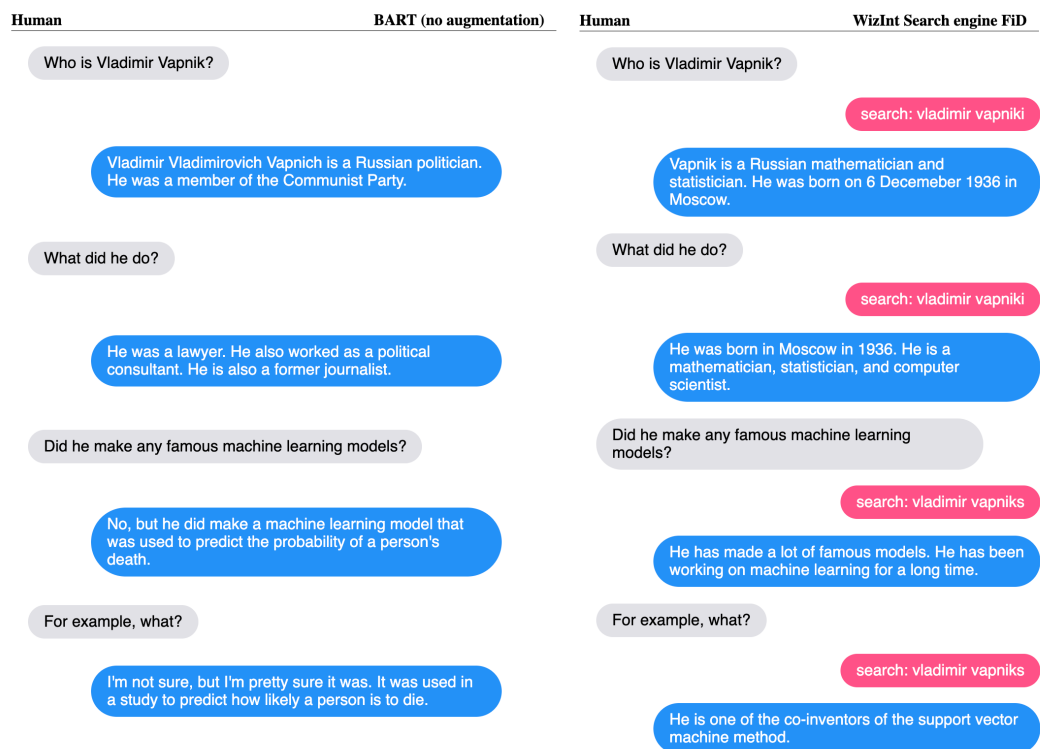 Human
BART (no augmentation)
Who is Vladimir Vapnik?
Vladimir Vladimirovich Vapnich is a Russian politician.
He was a member of the Communist Party.
What did he do?
He was a lawyer. He also worked as a political
consultant. He is also a former journalist.
Did he make any famous machine learning models?
No, but he did make a machine learning model that
was used to predict the probability of a person's
death.
For example, what?
I'm not sure, but I'm pretty sure it was. It was used in
a study to predict how likely a person is to die.
Human
WizInt Search engine FiD
Who is Vladimir Vapnik?
search: vladimir vapniki
Vapnik is a Russian mathematician and
statistician. He was born on 6 Decemeber 1936 in
Moscow.
What did he do?
search: vladimir vapniki
He was born in Moscow in 1936. He is a
mathematician, statistician, and computer
scientist.
Did he make any famous machine learning
models?
search: vladimir vapniks
He has made a lot of famous models. He has been
working on machine learning for a long time.
For example, what?
search: vladimir vapniks
He is one of the co-inventors of the support vector
machine method.